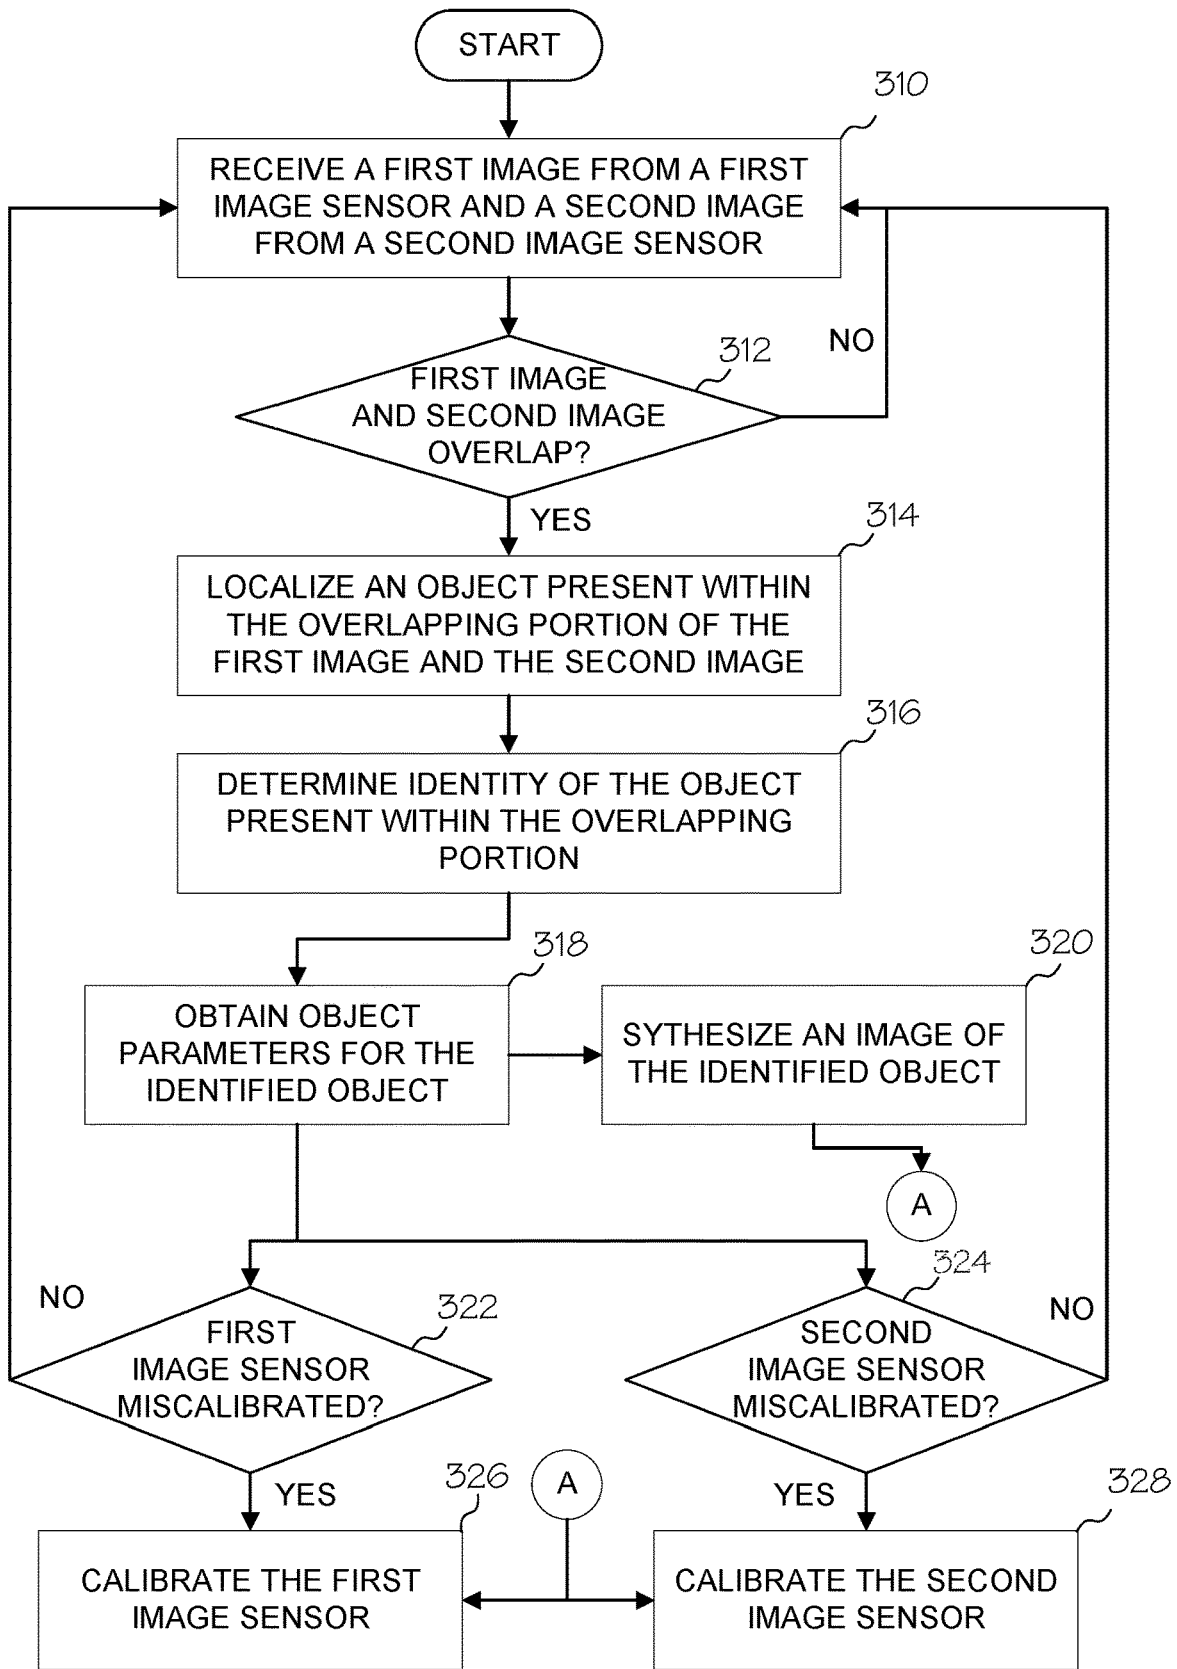 START
310
RECEIVE A FIRST IMAGE FROM A FIRST
IMAGE SENSOR AND A SECOND IMAGE
FROM A SECOND IMAGE SENSOR
NO
312
FIRST IMAGE
AND SECOND IMAGE
OVERLAP?
YES
314
LOCALIZE AN OBJECT PRESENT WITHIN
THE OVERLAPPING PORTION OF THE
FIRST IMAGE AND THE SECOND IMAGE
316
DETERMINE IDENTITY OF THE OBJECT
PRESENT WITHIN THE OVERLAPPING
PORTION
318
OBTAIN OBJECT
PARAMETERS FOR THE
IDENTIFIED OBJECT
320
SYTHESIZE AN IMAGE OF
THE IDENTIFIED OBJECT
A
NO
322
FIRST
IMAGE SENSOR
MISCALIBRATED?
324
NO
SECOND
IMAGE SENSOR
MISCALIBRATED?
YES
326
A
YES
328
CALIBRATE THE FIRST
IMAGE SENSOR
CALIBRATE THE SECOND
IMAGE SENSOR